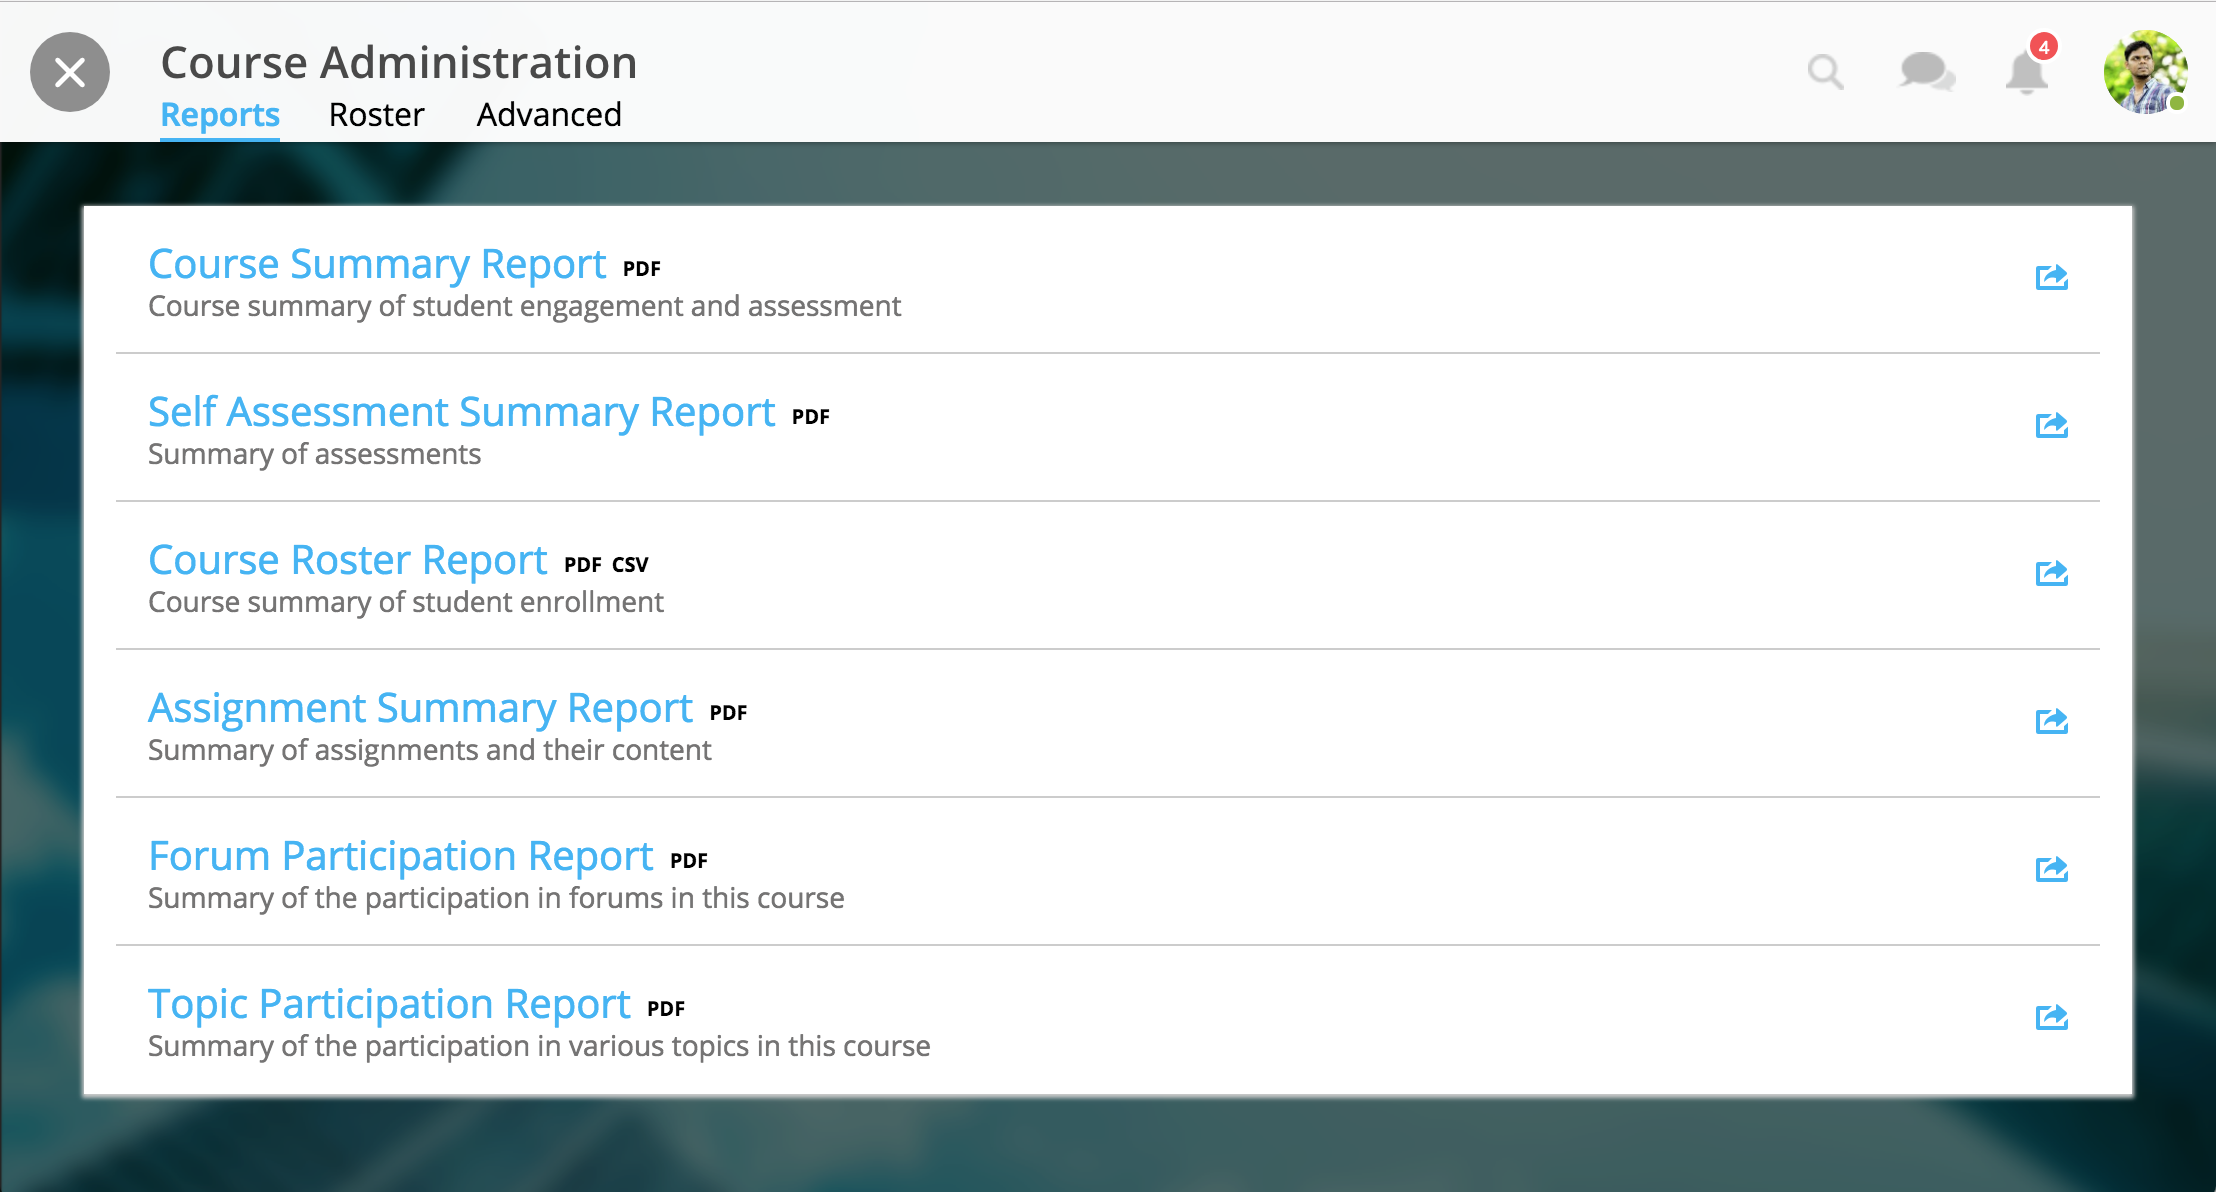 Course Administration
4
Reports Roster Advanced
Course Summary Report PDF
Course summary of student engagement and assessment
Self Assessment Summary Report PDF
Summary of assessments
Course Roster Report PDF CSV
Course summary of student enrollment
Assignment Summary Report PDF
Summary of assignments and their content
Forum Participation Report PDF
Summary of the participation in forums in this course
Topic Participation Report PDF
Summary of the participation in various topics in this course